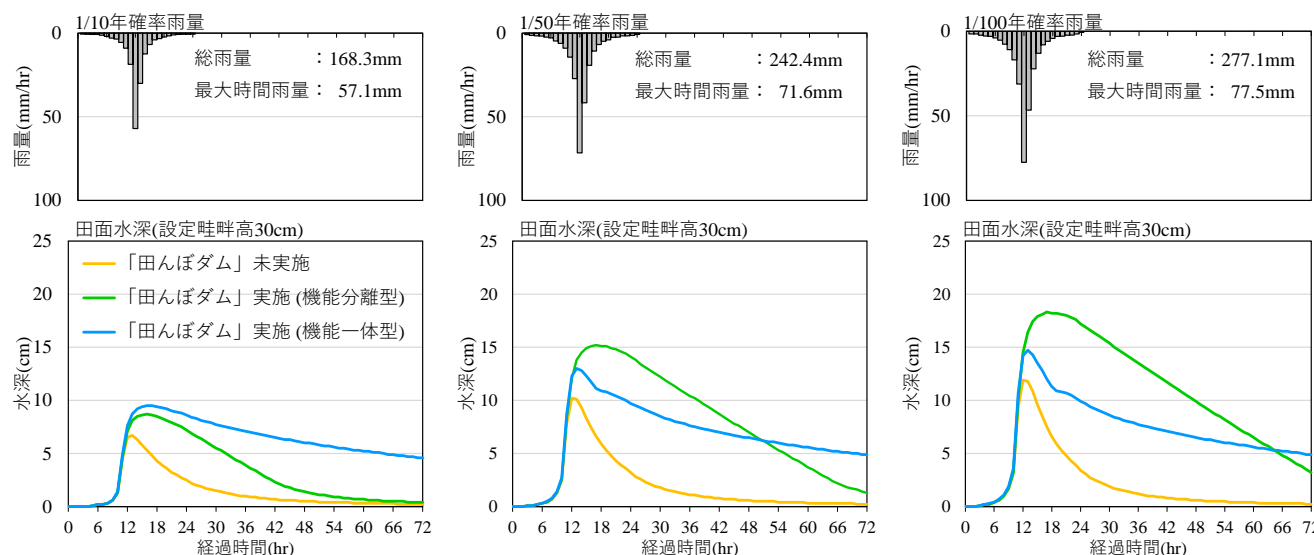 1/10年確率雨量
0
50
100
雨量(mm/hr)
総雨量 ：168.3mm
最大時間雨量： 57.1mm
1/50年確率雨量
0
50
100
雨量(mm/hr)
総雨量 ：242.4mm
最大時間雨量： 71.6mm
1/100年確率雨量
0
50
100
雨量(mm/hr)
総雨量 ：277.1mm
最大時間雨量： 77.5mm
田面水深(設定畦畔高30cm)
25
20
15
10
5
0
水深(cm)
「田んぼダム」未実施
「田んぼダム」実施 (機能分離型)
「田んぼダム」実施 (機能一体型)
0 6 12 18 24 30 36 42 48 54 60 66 72
経過時間(hr)
田面水深(設定畦畔高30cm)
25
20
15
10
5
0
水深(cm)
0 6 12 18 24 30 36 42 48 54 60 66 72
経過時間(hr)
田面水深(設定畦畔高30cm)
25
20
15
10
5
0
水深(cm)
0 6 12 18 24 30 36 42 48 54 60 66 72
経過時間(hr)